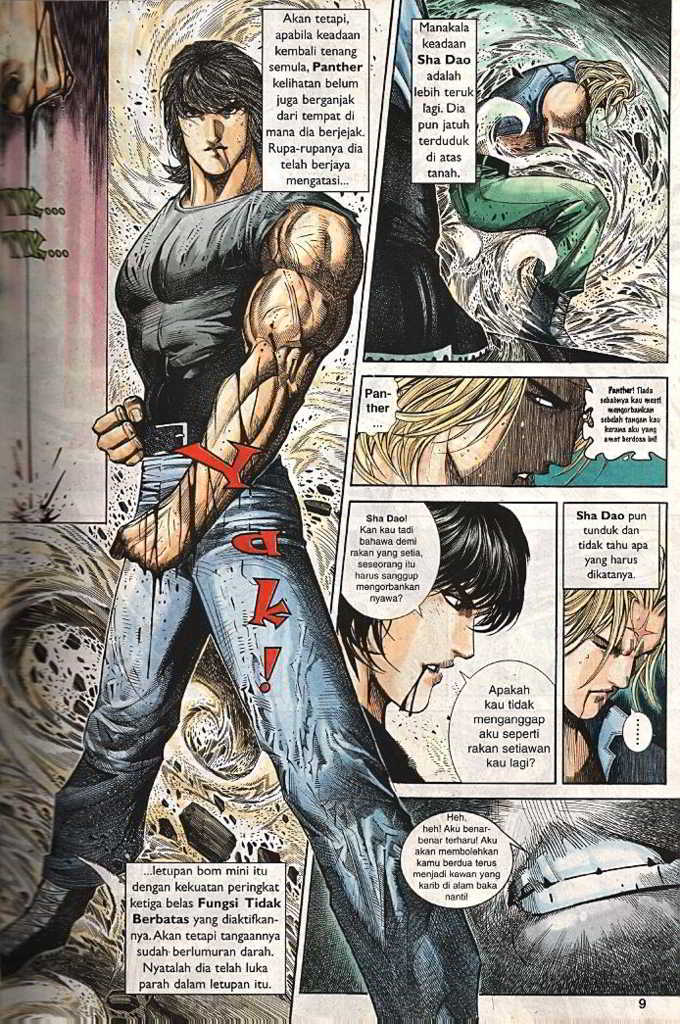 Akan tetapi,
apabila keadaan
kembali tenang
semula, Panther
kelihatan belum
juga berganjak
dari tempat di
mana dia berjejak.
Rupa-rupanya dia
telah berjaya
mengatasi...
...letupan bom mini itu
dengan kekuatan peringkat
ketiga belas Fungsi Tidak
Berbatas yang diaktifkan-
nya. Akan tetapi tangaannya
sudah berlumuran darah.
Nyatalah dia telah luka
parah dalam letupan itu.
Yak!
Manakala
keadaan
Sha Dao
adalah
lebih teruk
lagi. Dia
pun jatuh
terduduk
di atas
tanah.
Pan-
ther
...
Panther! Tiada
sebabnya kau mesti
mengorbankan
sebelah tangan kau
kerana aku yang
amat berdosa ini!
Sha Dao!
Kan kau tadi
bahawa demi
rakan yang setia,
seseorang itu
harus sanggup
mengorbankan
nyawa?
Apakah
kau tidak
menganggap
aku seperti
rakan setiawan
kau lagi?
Sha Dao pun
tunduk dan
tidak tahu apa
yang harus
dikatanya.
......
Heh,
heh! Aku benar-
benar terharu! Aku
akan membolehkan
kamu berdua terus
menjadi kawan yang
karib di alam baka
nanti!
9